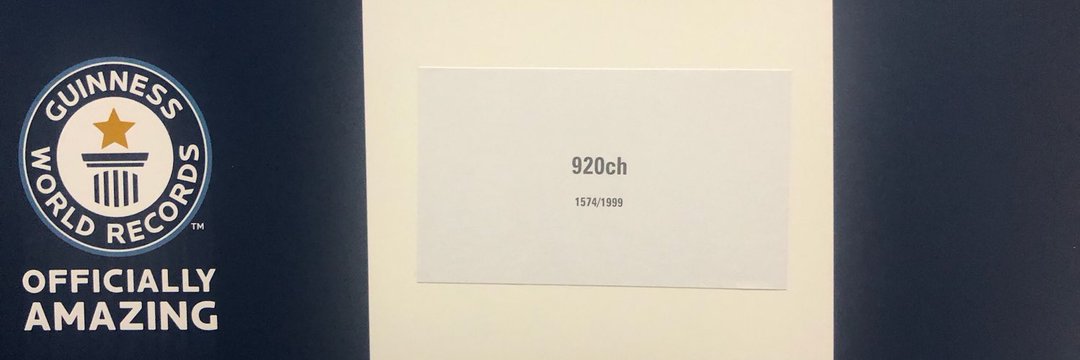 GUINNESS
WORLD RECORDS
TM
OFFICIALLY
AMAZING
920ch
1574/1999